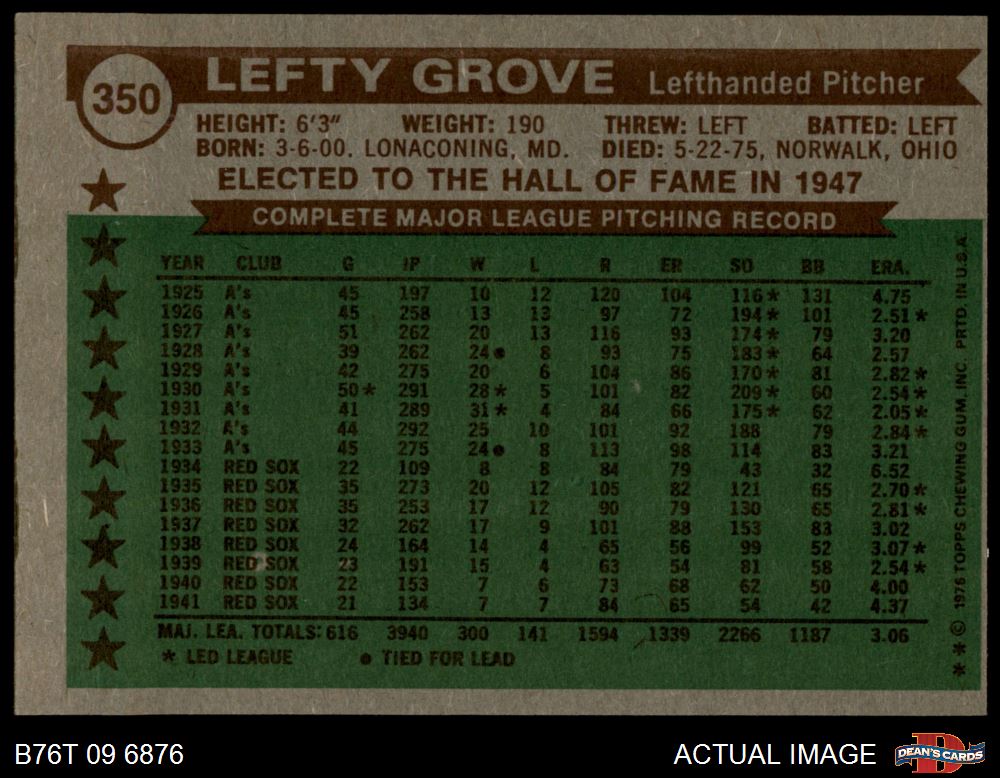 350
LEFTY GROVE Lefthanded Pitcher
HEIGHT: 6'3" WEIGHT: 190 THREW: LEFT BATTED: LEFT
BORN: 3-6-00. LONACONING, MD. DIED: 5-22-75, NORWALK, OHIO
ELECTED TO THE HALL OF FAME IN 1947
COMPLETE MAJOR LEAGUE PITCHING RECORD
YEAR CLUB G IP W L R ER SO BB ERA.
1925 A's 45 197 10 12 120 104 116* 131 4.75
1926 A's 45 258 13 13 97 72 194* 101 2.51*
1927 A's 51 262 20 13 116 93 174* 79 3.20
1928 A's 39 262 24● 8 93 75 183* 64 2.57
1929 A's 42 275 20 6 104 86 170* 81 2.82*
1930 A's 50* 291 28* 5 101 82 209* 60 2.54*
1931 A's 41 289 31* 4 84 66 175* 62 2.05*
1932 A's 44 292 25 10 101 92 188 79 2.84*
1933 A's 45 275 24● 8 113 98 114 83 3.21
1934 RED SOX 22 109 8 8 84 79 43 32 6.52
1935 RED SOX 35 273 20 12 105 82 121 65 2.70*
1936 RED SOX 35 253 17 12 90 79 130 65 2.81*
1937 RED SOX 32 262 17 9 101 88 153 83 3.02
1938 RED SOX 24 164 14 4 65 56 99 52 3.07*
1939 RED SOX 23 191 15 4 63 54 81 58 2.54*
1940 RED SOX 22 153 7 6 73 68 62 50 4.00
1941 RED SOX 21 134 7 7 84 65 54 42 4.37
MAJ. LEA. TOTALS: 616 3940 300 141 1594 1339 2266 1187 3.06
* LED LEAGUE ● TIED FOR LEAD
** © 1976 TOPPS CHEWING GUM, INC. PRTD. IN U.S.A.
B76T 09 6876 ACTUAL IMAGE
DEAN'S CARDS